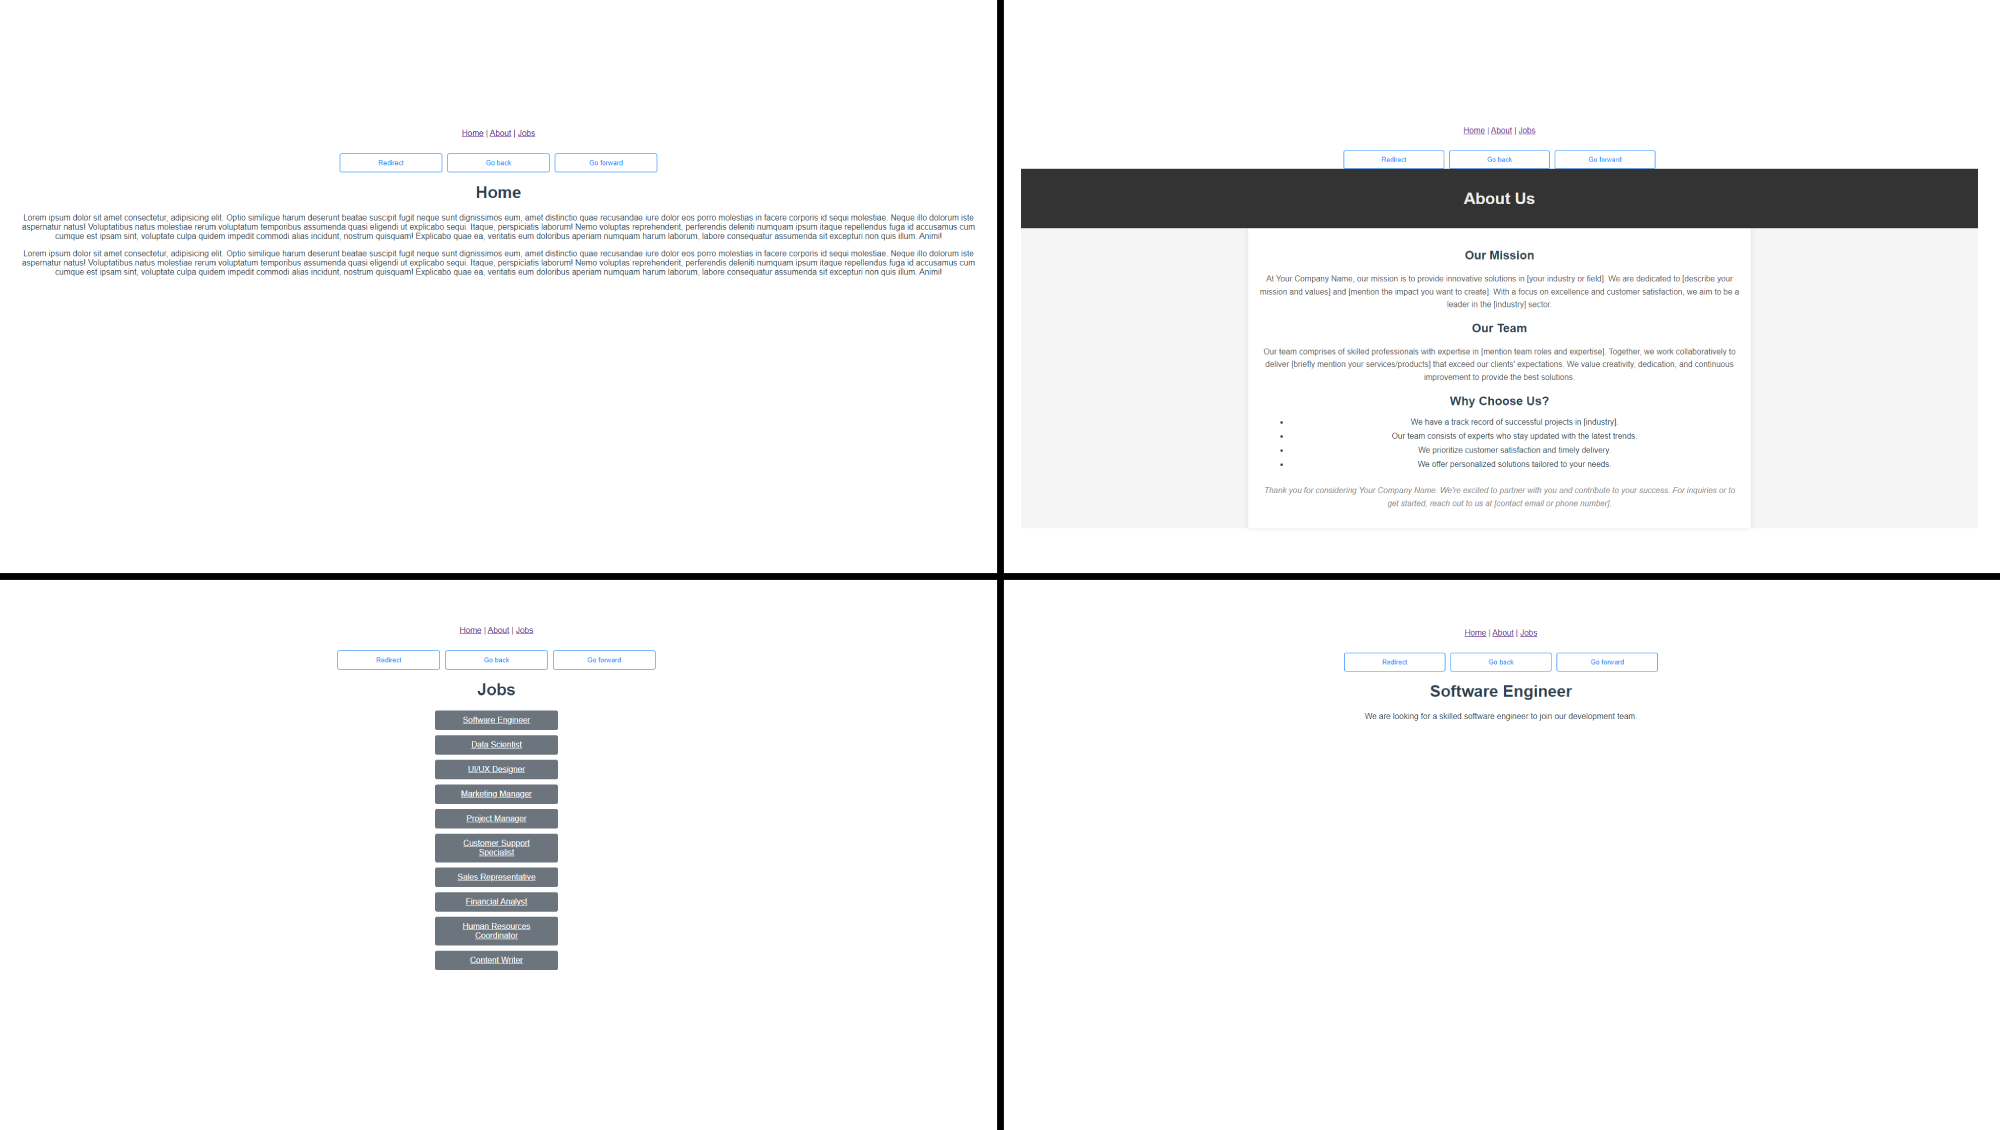 Home | About | Jobs
Redirect
Go back
Go forward
Home
Lorem ipsum dolor sit amet consectetur, adipisicing elit. Optio similique harum deserunt beatae suscipit fugit neque sunt dignissimos eum, amet distinctio quae recusandae iure dolor eos porro molestias in facere corporis id sequi molestiae. Neque illo dolorum iste
aspernatur natus! Voluptatibus natus molestiae rerum voluptatum temporibus assumenda quasi eligendi ut explicabo sequi. Itaque, perspiciatis laborum! Nemo voluptas reprehenderit, perferendis deleniti numquam ipsum itaque repellendus fuga id accusamus cum
cumque est ipsam sint, voluptate culpa quidem impedit commodi alias incidunt, nostrum quisquam! Explicabo quae ea, veritatis eum doloribus aperiam numquam harum laborum, labore consequatur assumenda sit excepturi non quis illum. Animi!
Lorem ipsum dolor sit amet consectetur, adipisicing elit. Optio similique harum deserunt beatae suscipit fugit neque sunt dignissimos eum, amet distinctio quae recusandae iure dolor eos porro molestias in facere corporis id sequi molestiae. Neque illo dolorum iste
aspernatur natus! Voluptatibus natus molestiae rerum voluptatum temporibus assumenda quasi eligendi ut explicabo sequi. Itaque, perspiciatis laborum! Nemo voluptas reprehenderit, perferendis deleniti numquam ipsum itaque repellendus fuga id accusamus cum
cumque est ipsam sint, voluptate culpa quidem impedit commodi alias incidunt, nostrum quisquam! Explicabo quae ea, veritatis eum doloribus aperiam numquam harum laborum, labore consequatur assumenda sit excepturi non quis illum. Animi!
Home | About | Jobs
Redirect
Go back
Go forward
About Us
Our Mission
At Your Company Name, our mission is to provide innovative solutions in [your industry or field]. We are dedicated to [describe your
mission and values] and [mention the impact you want to create]. With a focus on excellence and customer satisfaction, we aim to be a
leader in the [industry] sector.
Our Team
Our team comprises of skilled professionals with expertise in [mention team roles and expertise]. Together, we work collaboratively to
deliver [briefly mention your services/products] that exceed our clients' expectations. We value creativity, dedication, and continuous
improvement to provide the best solutions.
Why Choose Us?
• We have a track record of successful projects in [industry].
• Our team consists of experts who stay updated with the latest trends.
• We prioritize customer satisfaction and timely delivery.
• We offer personalized solutions tailored to your needs.
Thank you for considering Your Company Name. We're excited to partner with you and contribute to your success. For inquiries or to
get started, reach out to us at [contact email or phone number].
Home | About | Jobs
Redirect
Go back
Go forward
Jobs
Software Engineer
Data Scientist
UI/UX Designer
Marketing Manager
Project Manager
Customer Support
Specialist
Sales Representative
Financial Analyst
Human Resources
Coordinator
Content Writer
Home | About | Jobs
Redirect
Go back
Go forward
Software Engineer
We are looking for a skilled software engineer to join our development team.